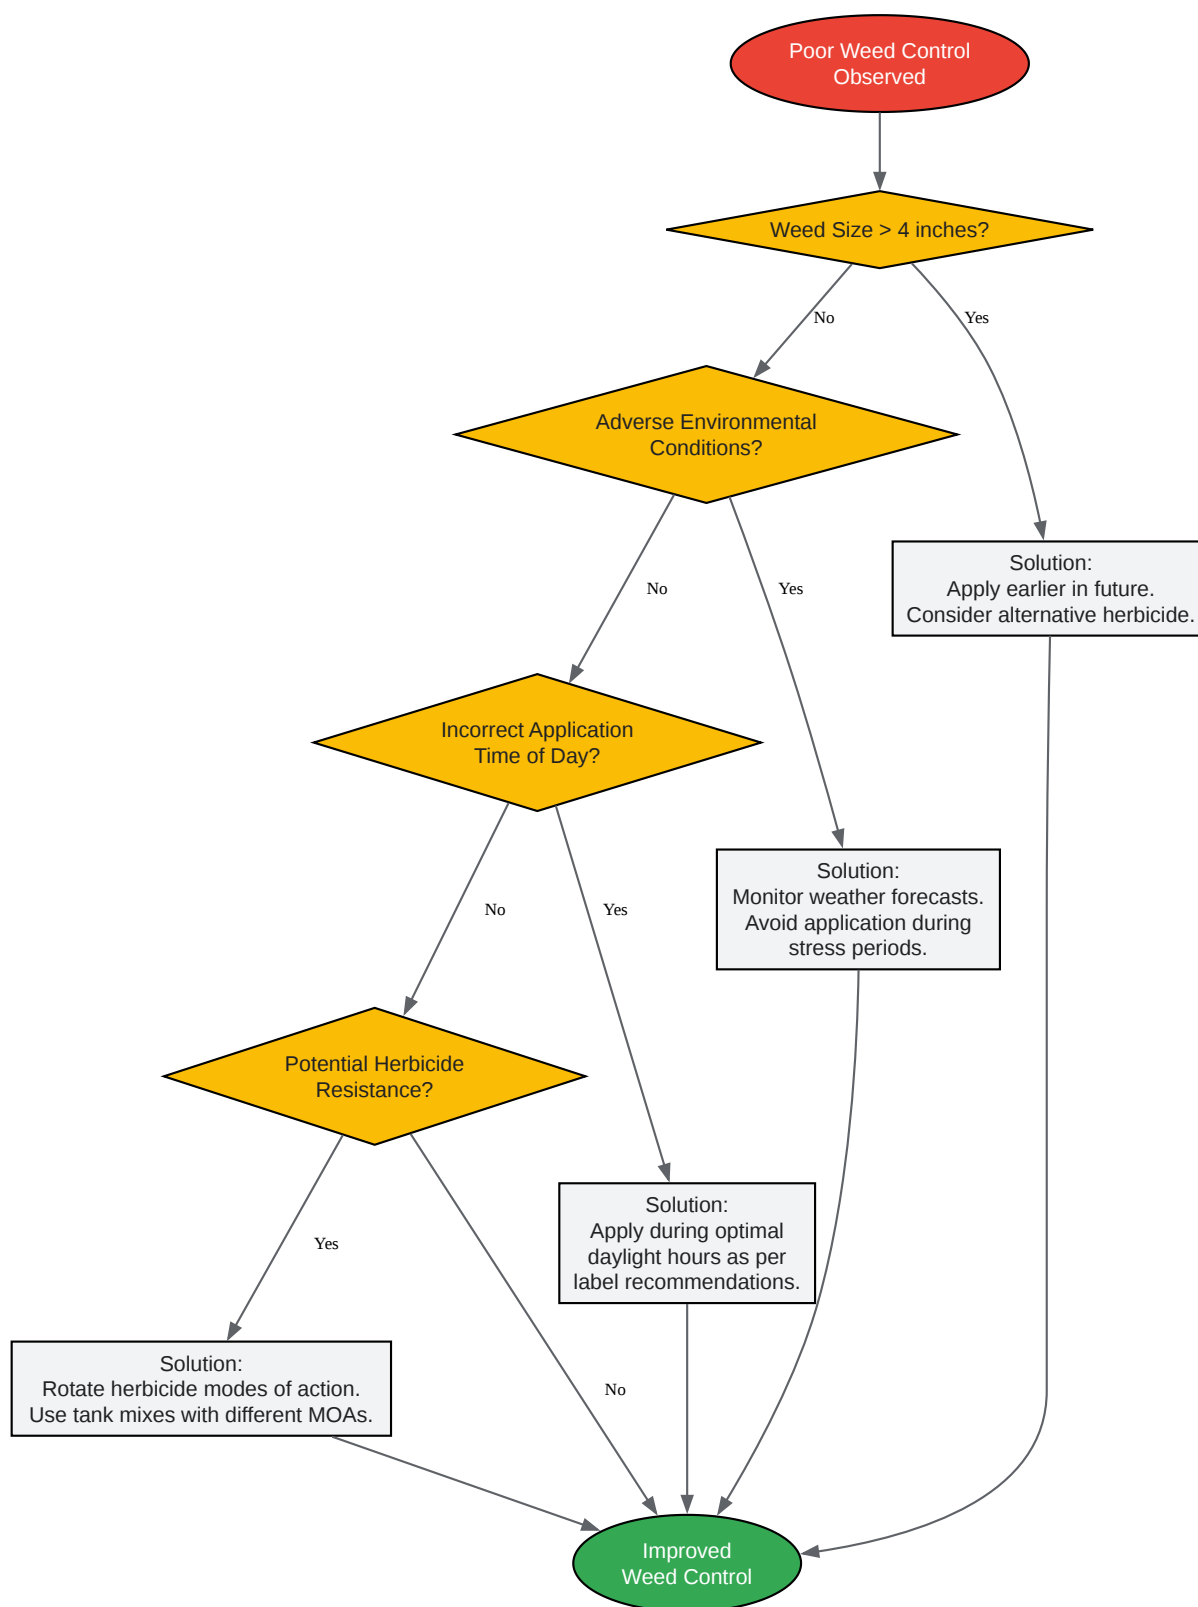 Poor Weed Control
Observed
Weed Size > 4 inches?
No
Yes
Adverse Environmental
Conditions?
Solution:
Apply earlier in future.
Consider alternative herbicide.
No
Yes
Incorrect Application
Time of Day?
Solution:
Monitor weather forecasts.
Avoid application during
stress periods.
No
Yes
Potential Herbicide
Resistance?
Solution:
Apply during optimal
daylight hours as per
label recommendations.
Yes
No
Solution:
Rotate herbicide modes of action.
Use tank mixes with different MOAs.
Improved
Weed Control